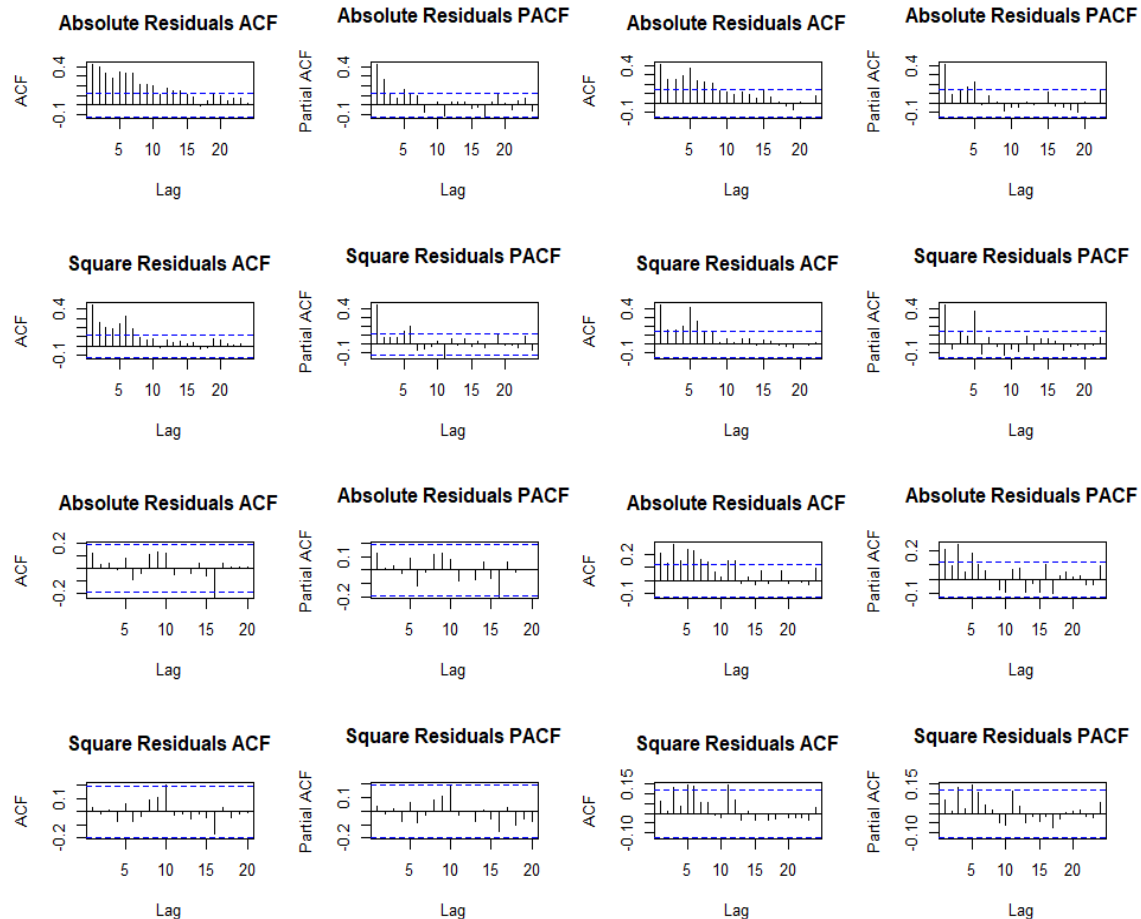 Absolute Residuals ACF
ACF
-0.1 0.4
5 10 15 20
Lag
Absolute Residuals PACF
Partial ACF
-0.1 0.4
5 10 15 20
Lag
Absolute Residuals ACF
ACF
-0.1 0.4
5 10 15 20
Lag
Absolute Residuals PACF
Partial ACF
-0.1 0.4
5 10 15 20
Lag
Square Residuals ACF
ACF
-0.1 0.4
5 10 15 20
Lag
Square Residuals PACF
Partial ACF
-0.1 0.4
5 10 15 20
Lag
Square Residuals ACF
ACF
-0.1 0.4
5 10 15 20
Lag
Square Residuals PACF
Partial ACF
-0.1 0.4
5 10 15 20
Lag
Absolute Residuals ACF
ACF
-0.2 0.2
5 10 15 20
Lag
Absolute Residuals PACF
Partial ACF
-0.2 0.1
5 10 15 20
Lag
Absolute Residuals ACF
ACF
-0.1 0.2
5 10 15 20
Lag
Absolute Residuals PACF
Partial ACF
-0.1 0.2
5 10 15 20
Lag
Square Residuals ACF
ACF
-0.2 0.1
5 10 15 20
Lag
Square Residuals PACF
Partial ACF
-0.2 0.1
5 10 15 20
Lag
Square Residuals ACF
ACF
-0.10 0.15
5 10 15 20
Lag
Square Residuals PACF
Partial ACF
-0.10 0.15
5 10 15 20
Lag